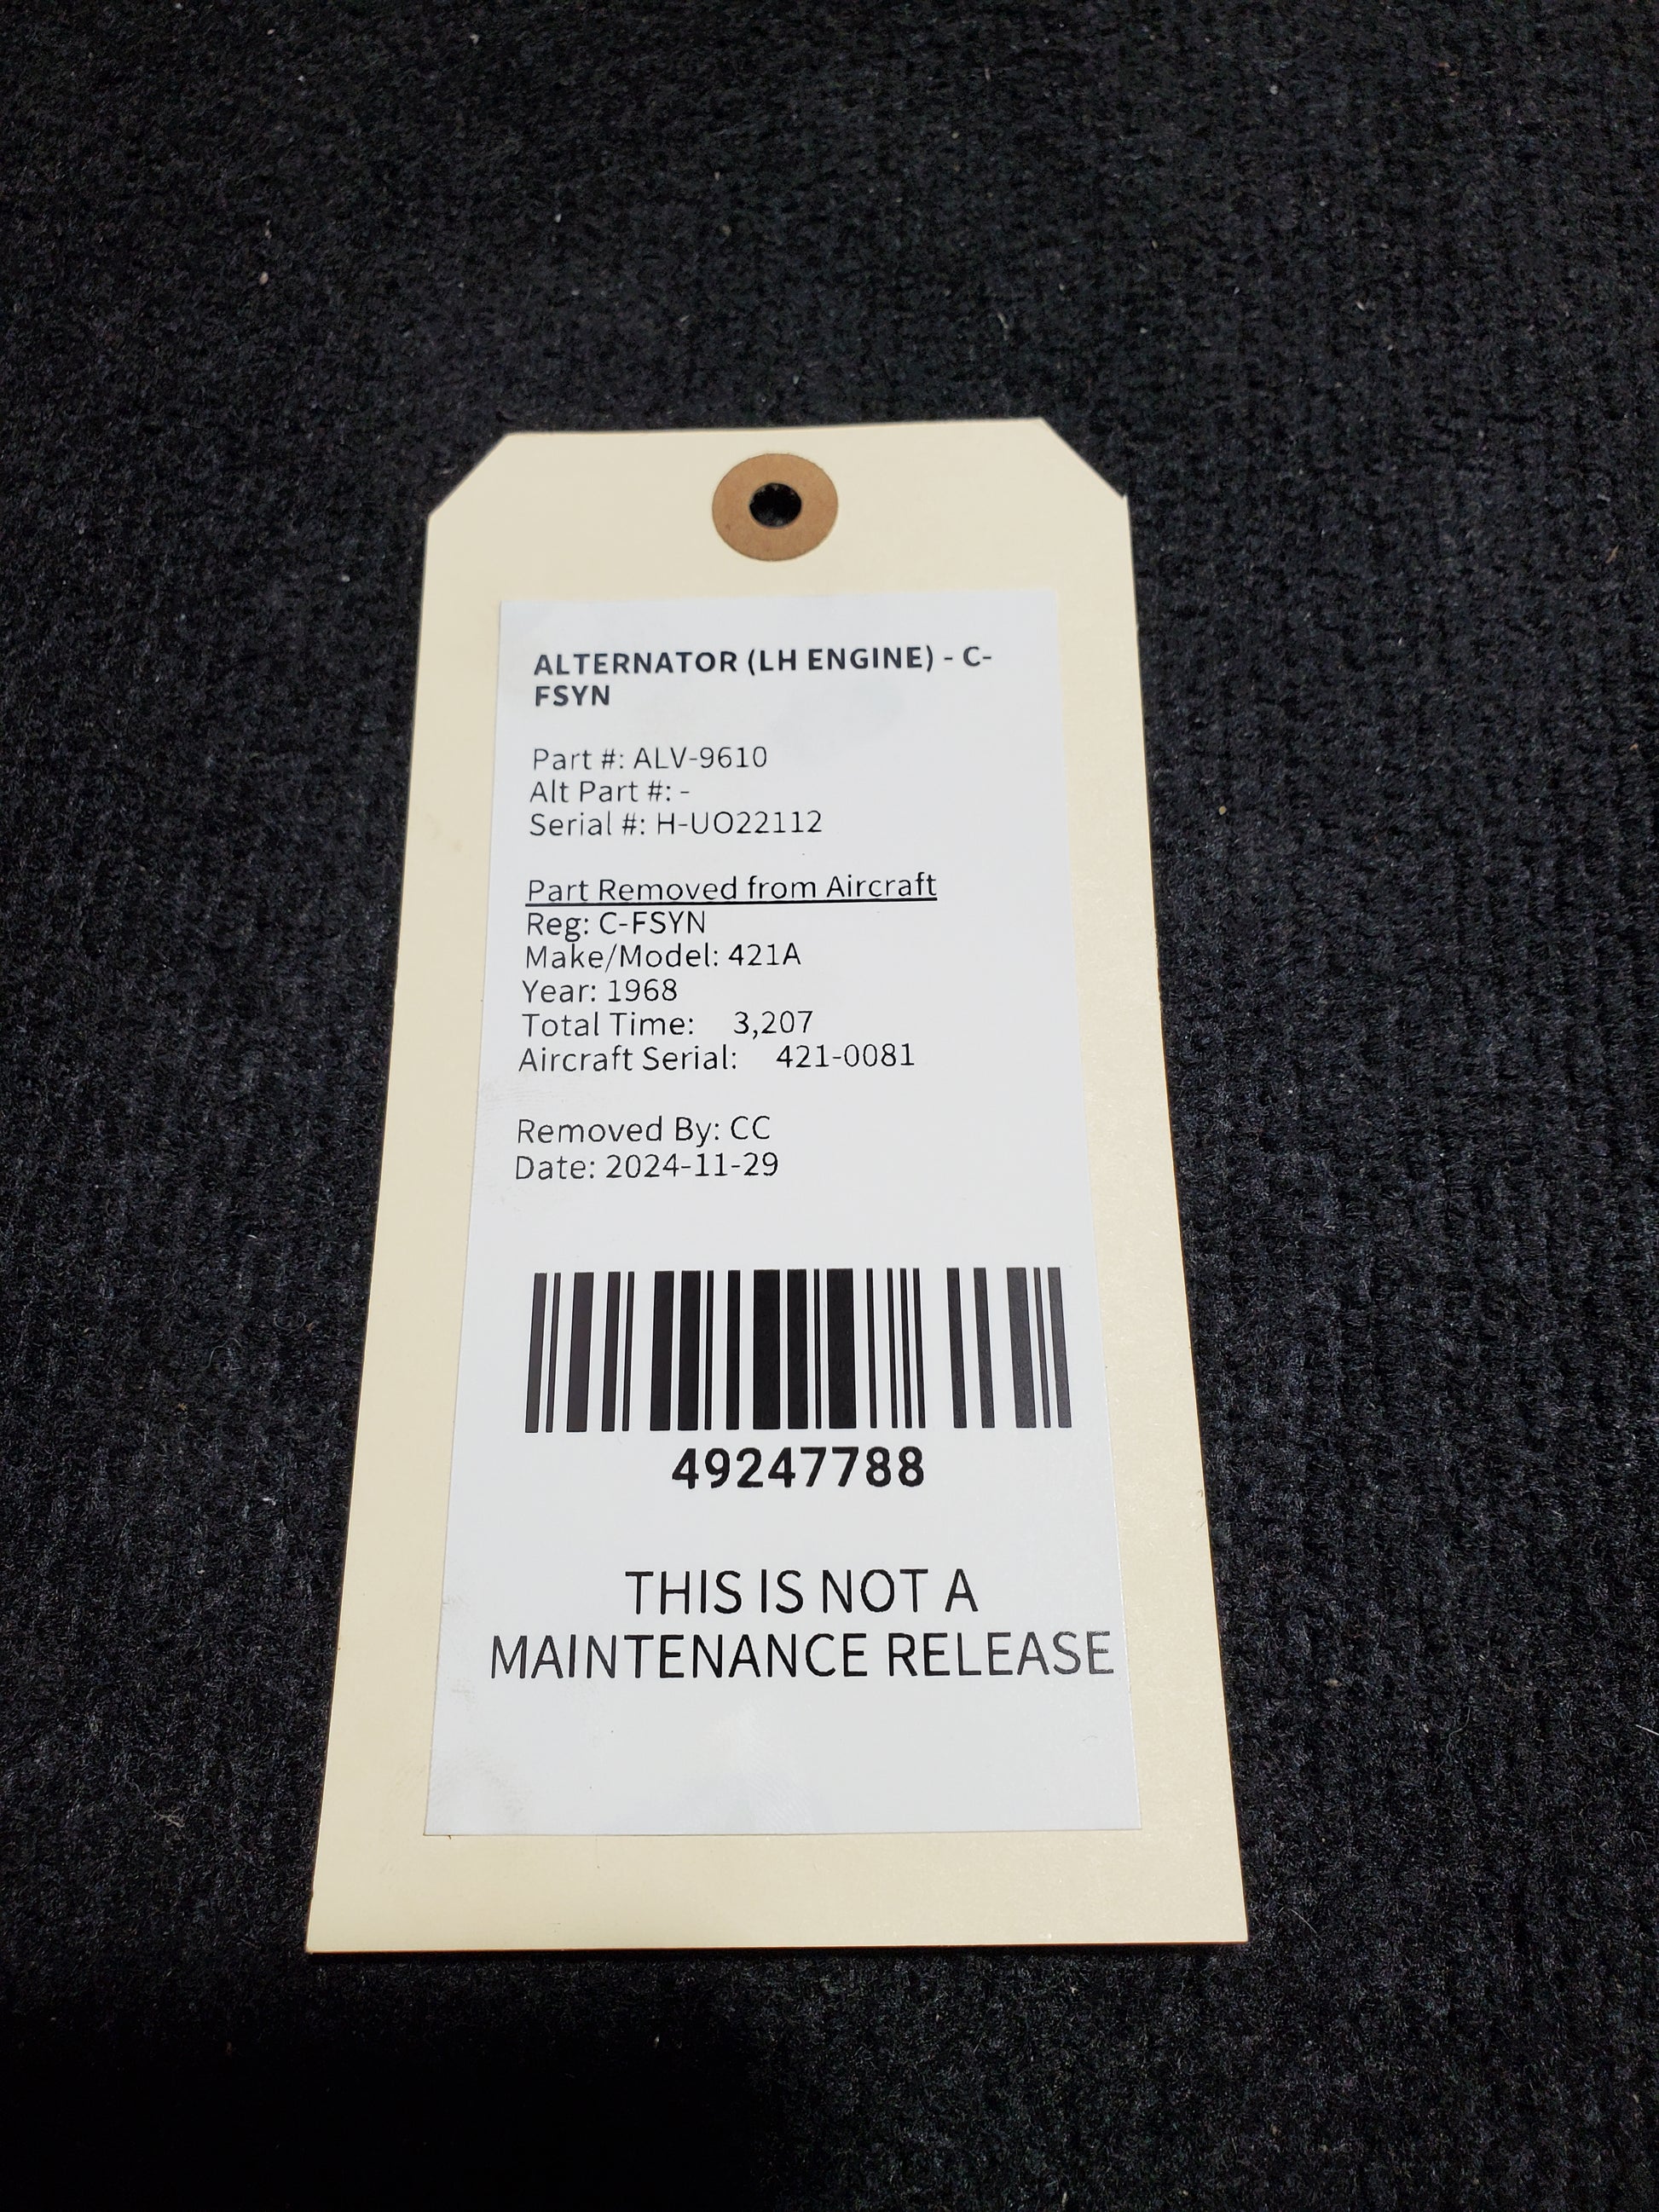 ALTERNATOR (LH ENGINE) - C-
FSYN
Part #: ALV-9610
Alt Part #: -
Serial #: H-UO22112
Part Removed from Aircraft
Reg: C-FSYN
Make/Model: 421A
Year: 1968
Total Time: 3,207
Aircraft Serial: 421-0081
Removed By: CC
Date: 2024-11-29
49247788
THIS IS NOT A
MAINTENANCE RELEASE